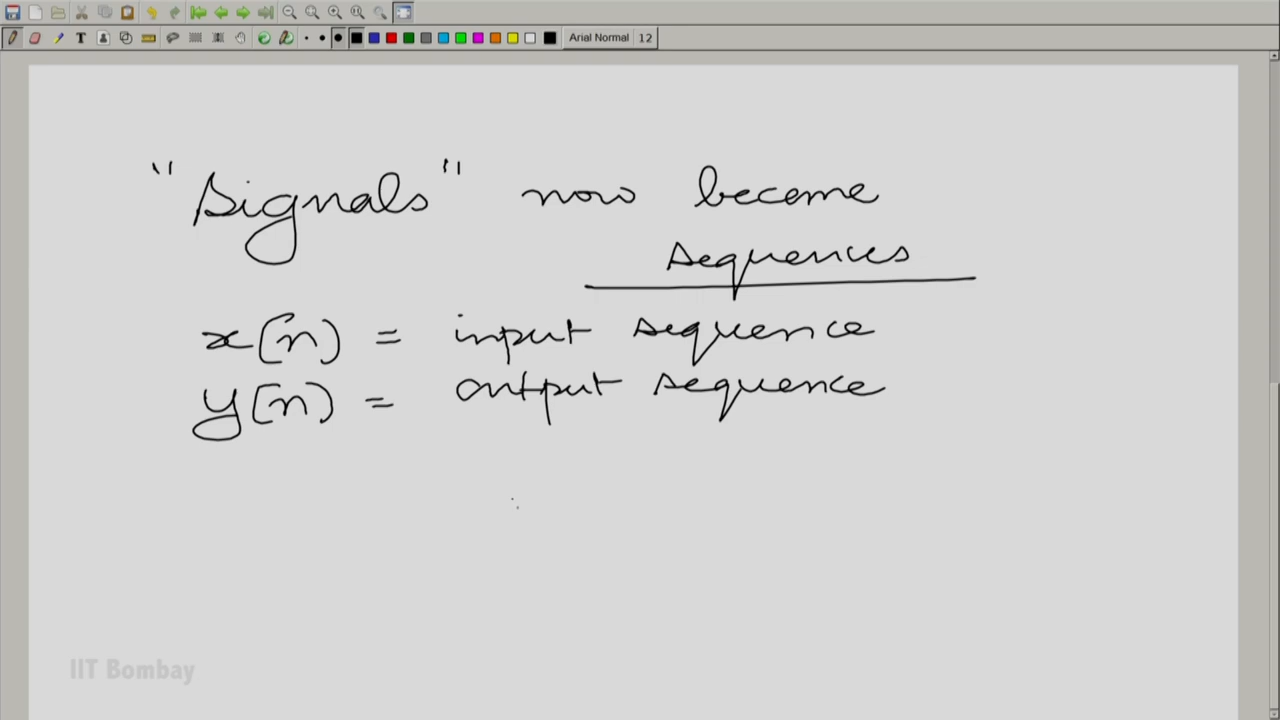 Arial Normal 12
"Signals" now become
sequences
x[n] = input sequence
y[n] = output sequence
IIT Bombay